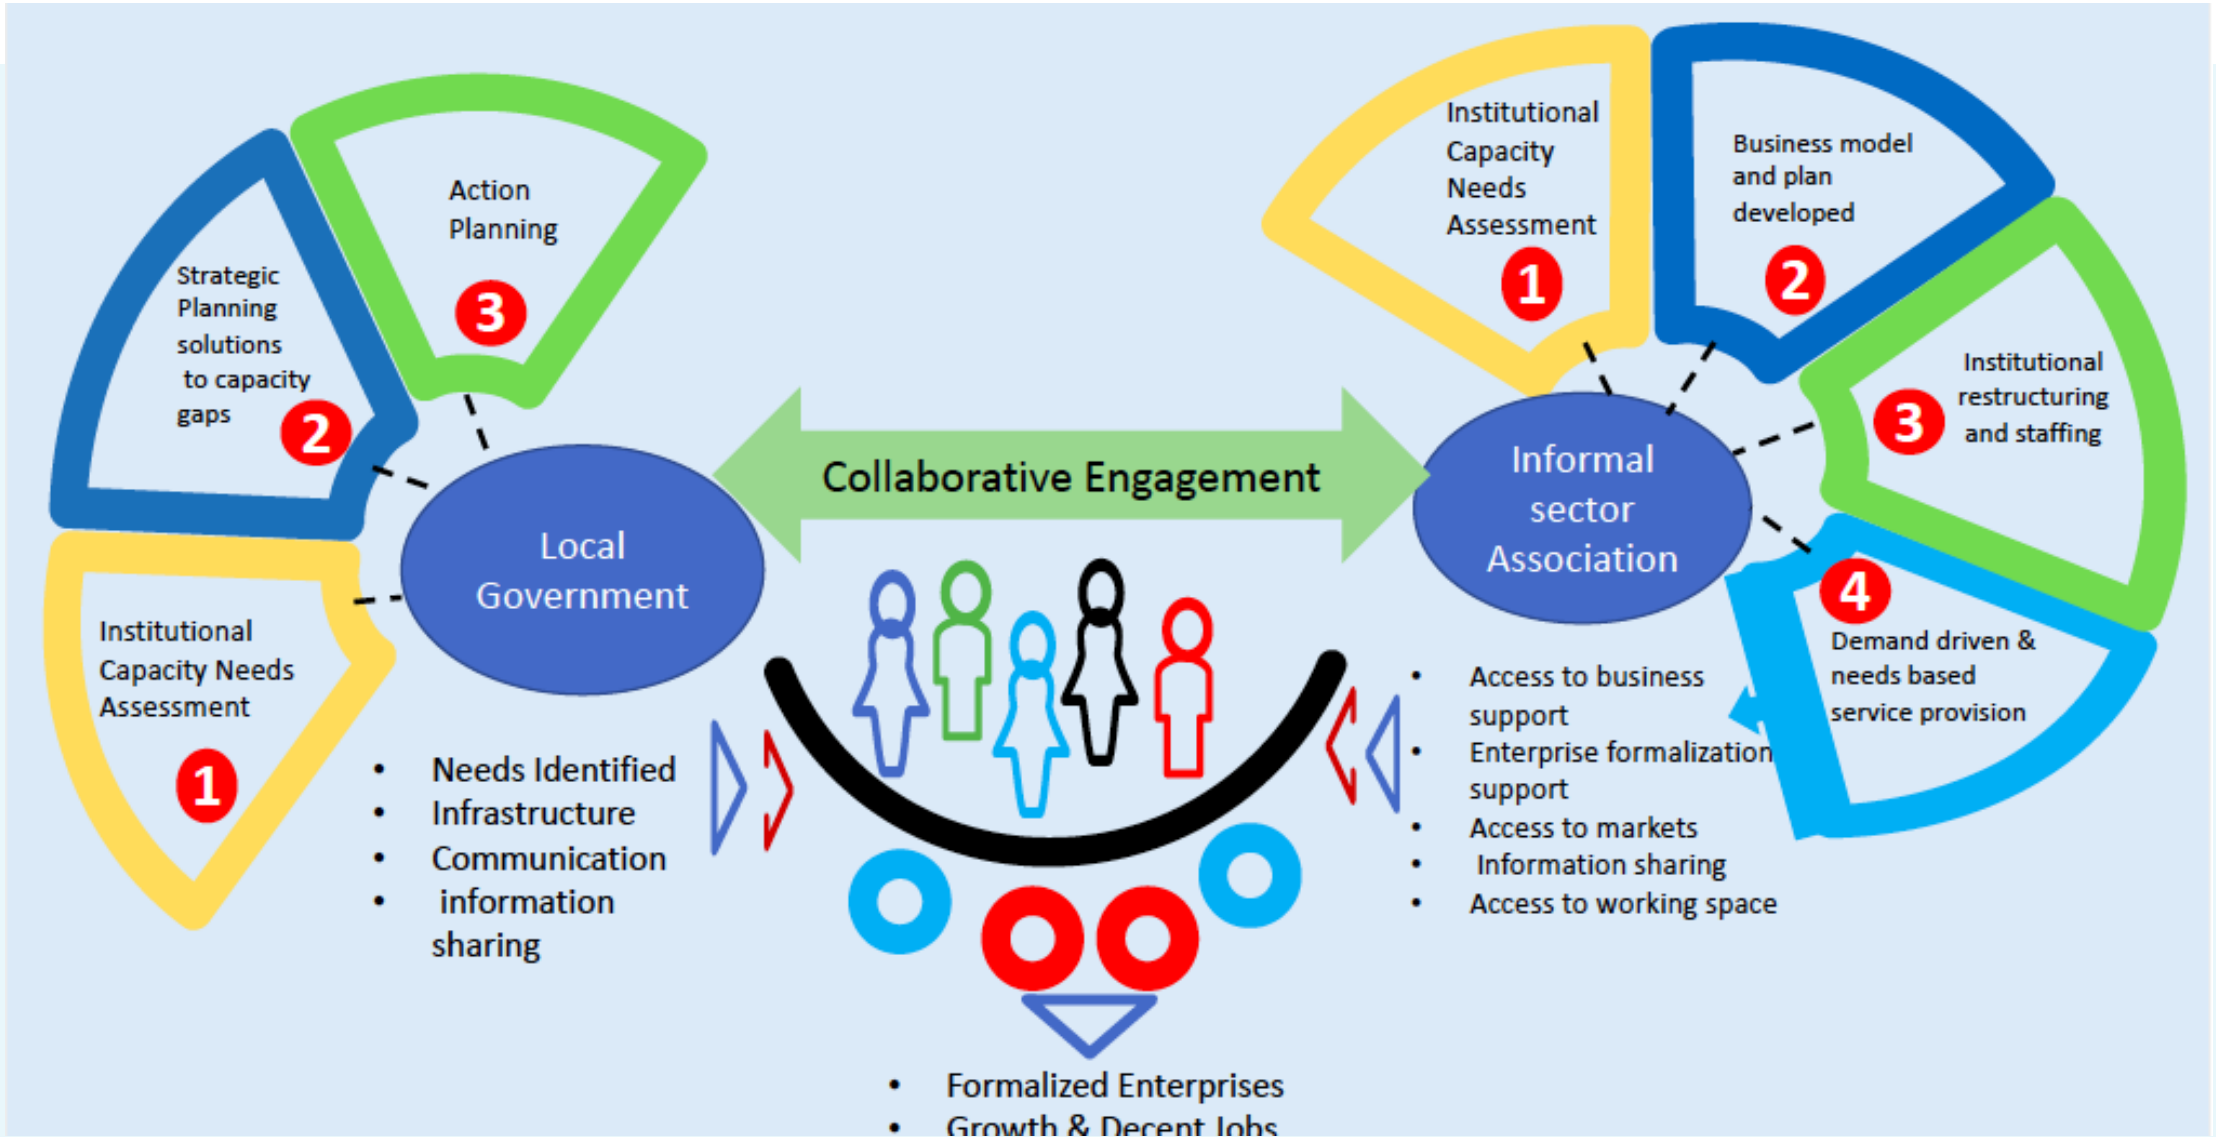 Action
Planning
3
Strategic
Planning
solutions
to capacity
gaps
2
Institutional
Capacity Needs
Assessment
1
Local
Government
Collaborative Engagement
Institutional
Capacity
Needs
Assessment
1
Business model
and plan
developed
2
Institutional
restructuring
and staffing
3
4
Demand driven &
needs based
service provision
Informal
sector
Association
• Needs Identified
• Infrastructure
• Communication
• information
sharing
• Access to business
support
• Enterprise formalization
support
• Access to markets
• Information sharing
• Access to working space
• Formalized Enterprises
• Growth & Decent Jobs